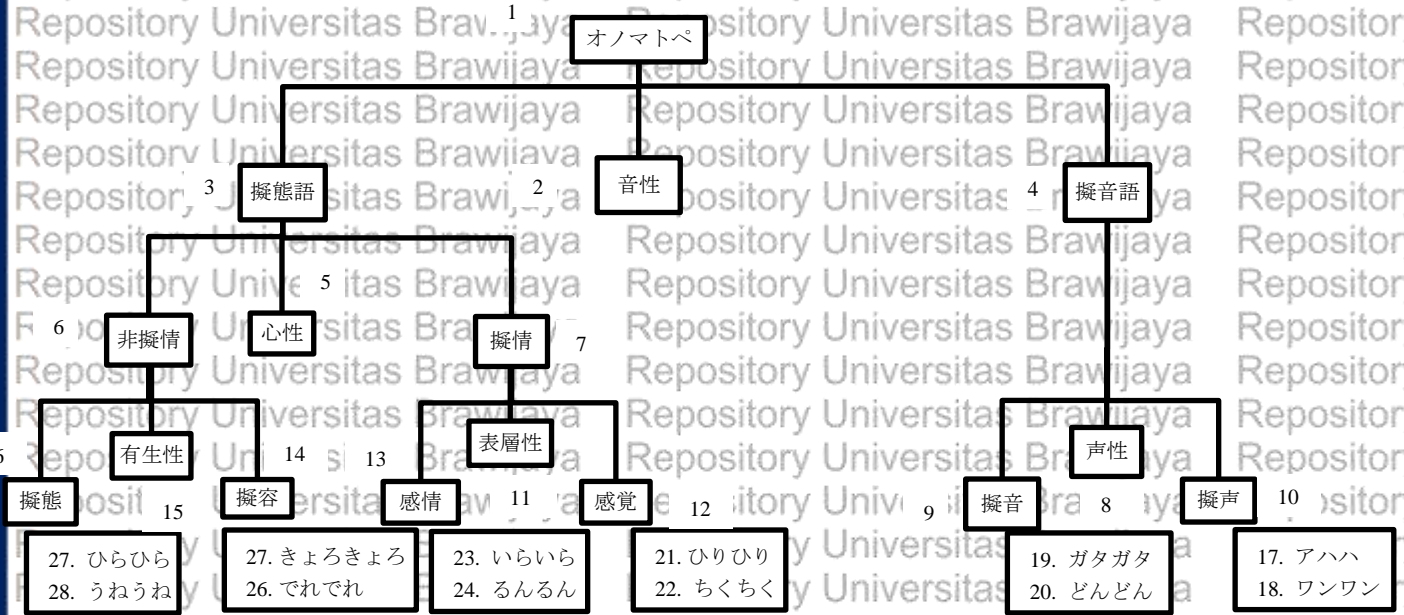 Repository Universitas Brawijaya
1
オノマトペ
3
擬態語
2
音性
4
擬音語
5
6
非擬情
心性
擬情
7
有生性
14
13
表層性
声性
擬態
15
擬容
感情
11
感覚
12
9
擬音
8
擬声
10
27. ひらひら
28. うねうね
27. きょろきょろ
26. でれでれ
23. いらいら
24. るんるん
21. ひりひり
22. ちくちく
19. ガタガタ
20. どんどん
17. アハハ
18. ワンワン